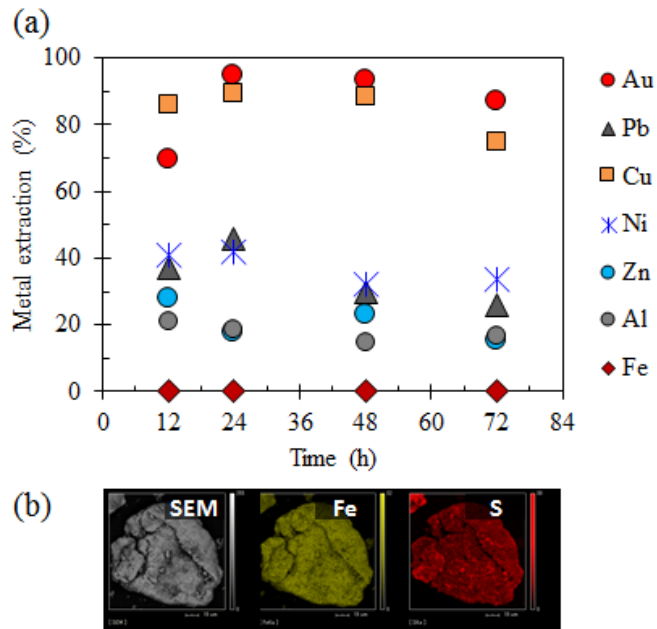 (a)
100
80
60
40
20
0
Metal extraction (%)
0 12 24 36 48 60 72 84
Time (h)
Au
Pb
Cu
Ni
Zn
Al
Fe
(b)
SEM
Fe
S